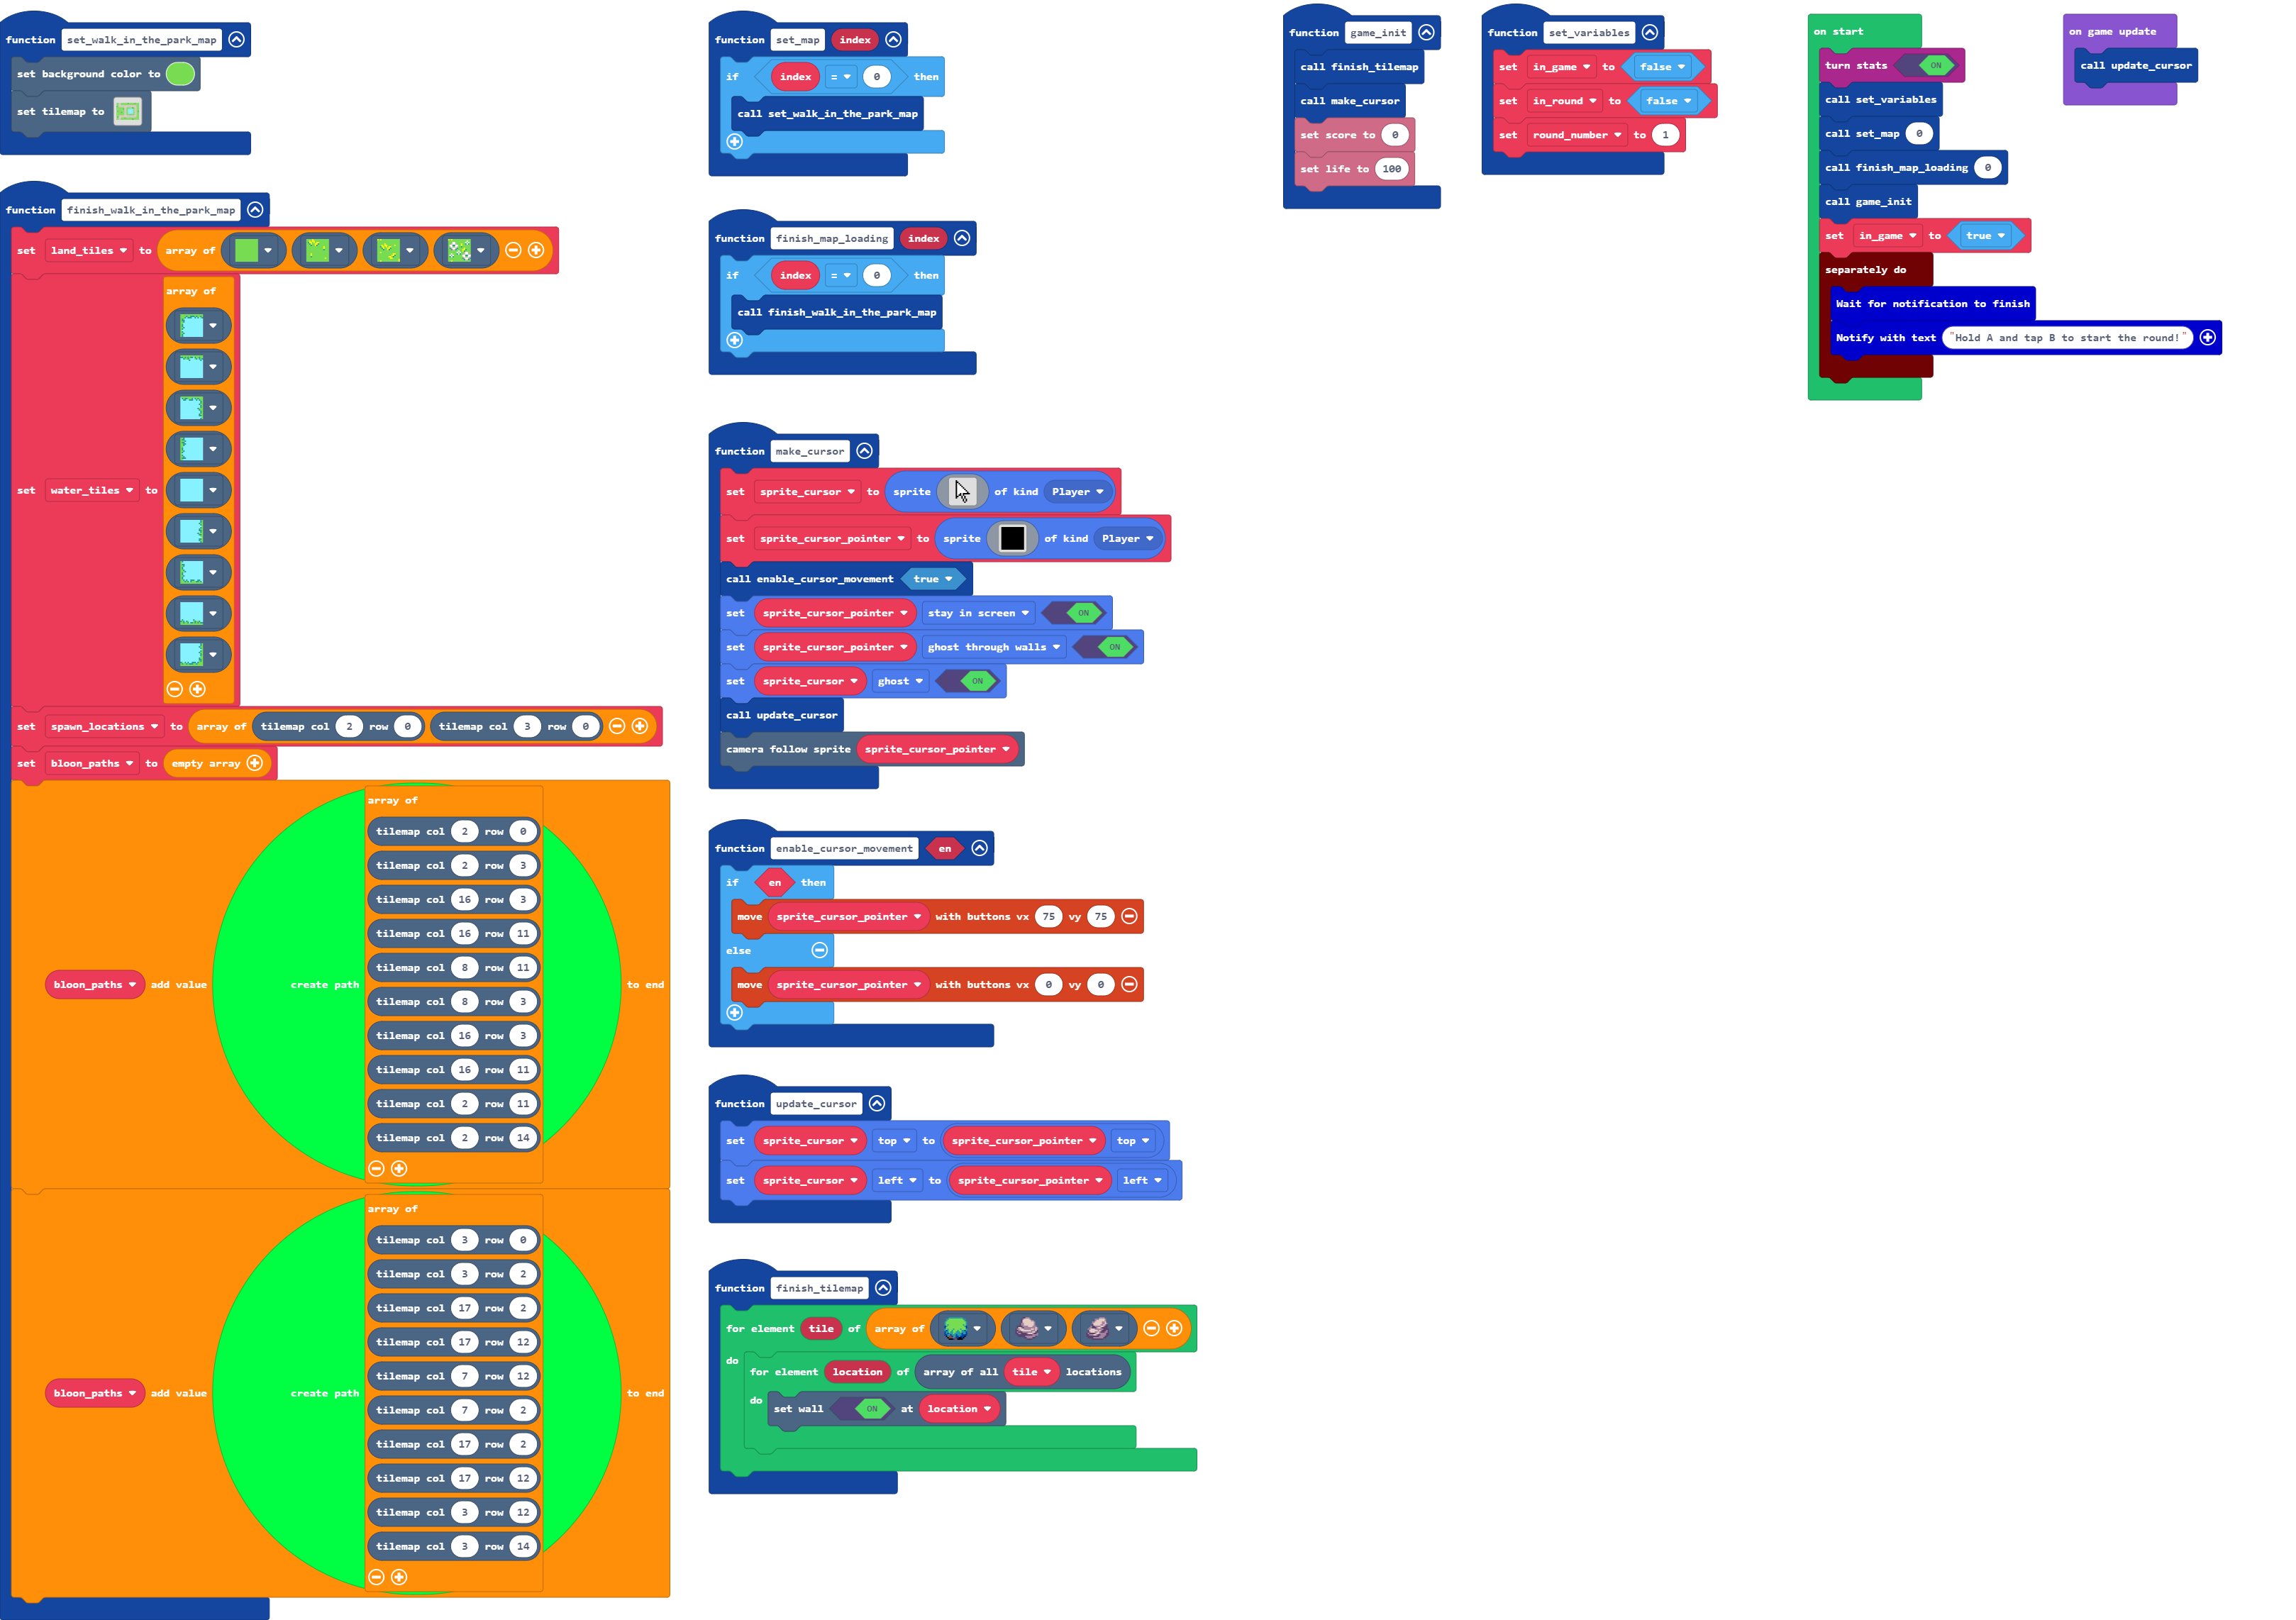 function set_walk_in_the_park_map
set background color to
set tilemap to
function finish_walk_in_the_park_map
set land_tiles to array of
set water_tiles to array of
set spawn_locations to array of tilemap col 2 row 0 tilemap col 3 row 0
set bloon_paths to empty array
bloon_paths add value create path array of
tilemap col 2 row 0
tilemap col 2 row 3
tilemap col 16 row 3
tilemap col 16 row 11
tilemap col 8 row 11
tilemap col 8 row 3
tilemap col 16 row 3
tilemap col 16 row 11
tilemap col 2 row 11
tilemap col 2 row 14
to end
bloon_paths add value create path array of
tilemap col 3 row 0
tilemap col 3 row 2
tilemap col 17 row 2
tilemap col 17 row 12
tilemap col 7 row 12
tilemap col 7 row 2
tilemap col 17 row 2
tilemap col 17 row 12
tilemap col 3 row 12
tilemap col 3 row 14
to end
function set_map index
if index = 0 then
call set_walk_in_the_park_map
function finish_map_loading index
if index = 0 then
call finish_walk_in_the_park_map
function make_cursor
set sprite_cursor to sprite of kind Player
set sprite_cursor_pointer to sprite of kind Player
call enable_cursor_movement true
set sprite_cursor_pointer stay in screen ON
set sprite_cursor_pointer ghost through walls ON
set sprite_cursor ghost ON
call update_cursor
camera follow sprite sprite_cursor_pointer
function enable_cursor_movement en
if en then
move sprite_cursor_pointer with buttons vx 75 vy 75
else
move sprite_cursor_pointer with buttons vx 0 vy 0
function update_cursor
set sprite_cursor top to sprite_cursor_pointer top
set sprite_cursor left to sprite_cursor_pointer left
function finish_tilemap
for element tile of array of
do
for element location of array of all tile locations
do
set wall ON at location
function game_init
call finish_tilemap
call make_cursor
set score to 0
set life to 100
function set_variables
set in_game to false
set in_round to false
set round_number to 1
on start
turn stats ON
call set_variables
call set_map 0
call finish_map_loading 0
call game_init
set in_game to true
separately do
Wait for notification to finish
Notify with text "Hold A and tap B to start the round!"
on game update
call update_cursor